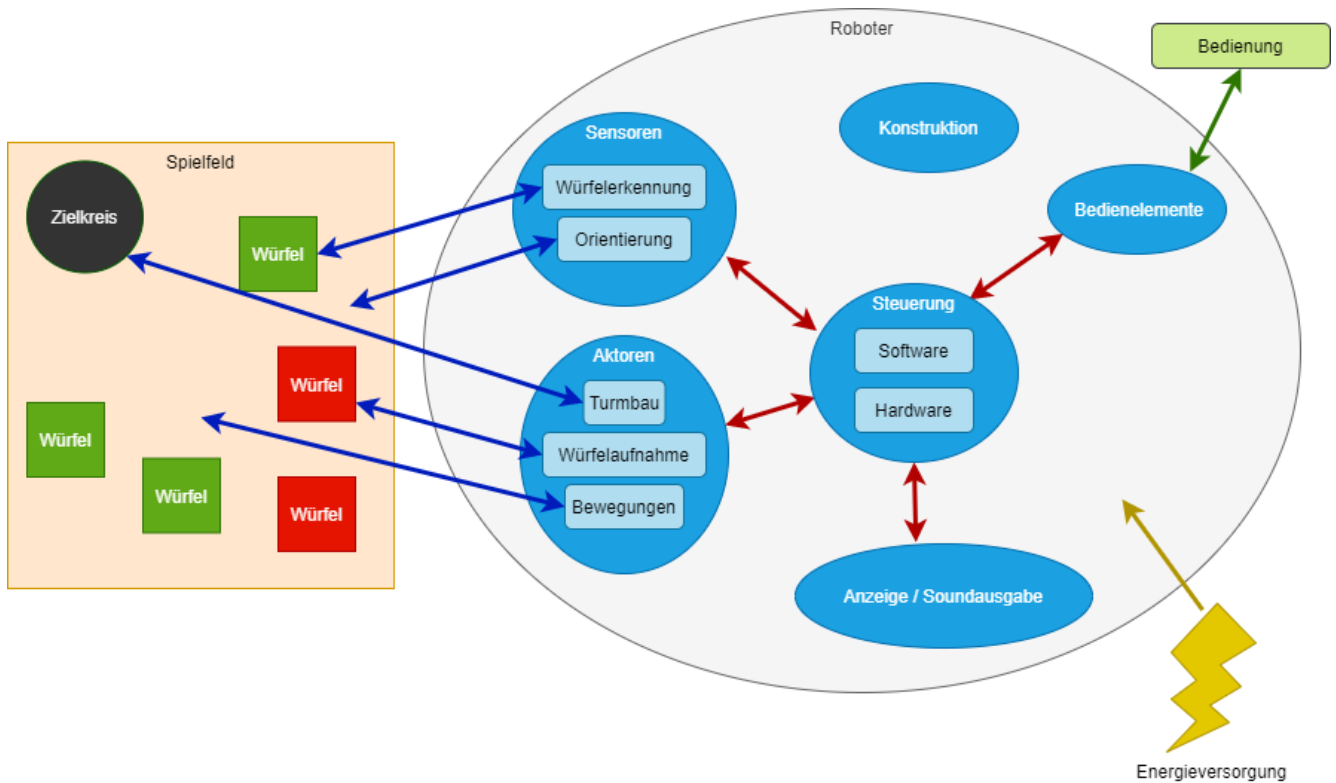 Roboter
Bedienung
Sensoren
Konstruktion
Spielfeld
Würfelerkennung
Zielkreis
Würfel
Orientierung
Bedienelemente
Steuerung
Aktoren
Software
Würfel
Turmbau
Hardware
Würfel
Würfelaufnahme
Würfel
Bewegungen
Würfel
Anzeige / Soundausgabe
Energieversorgung